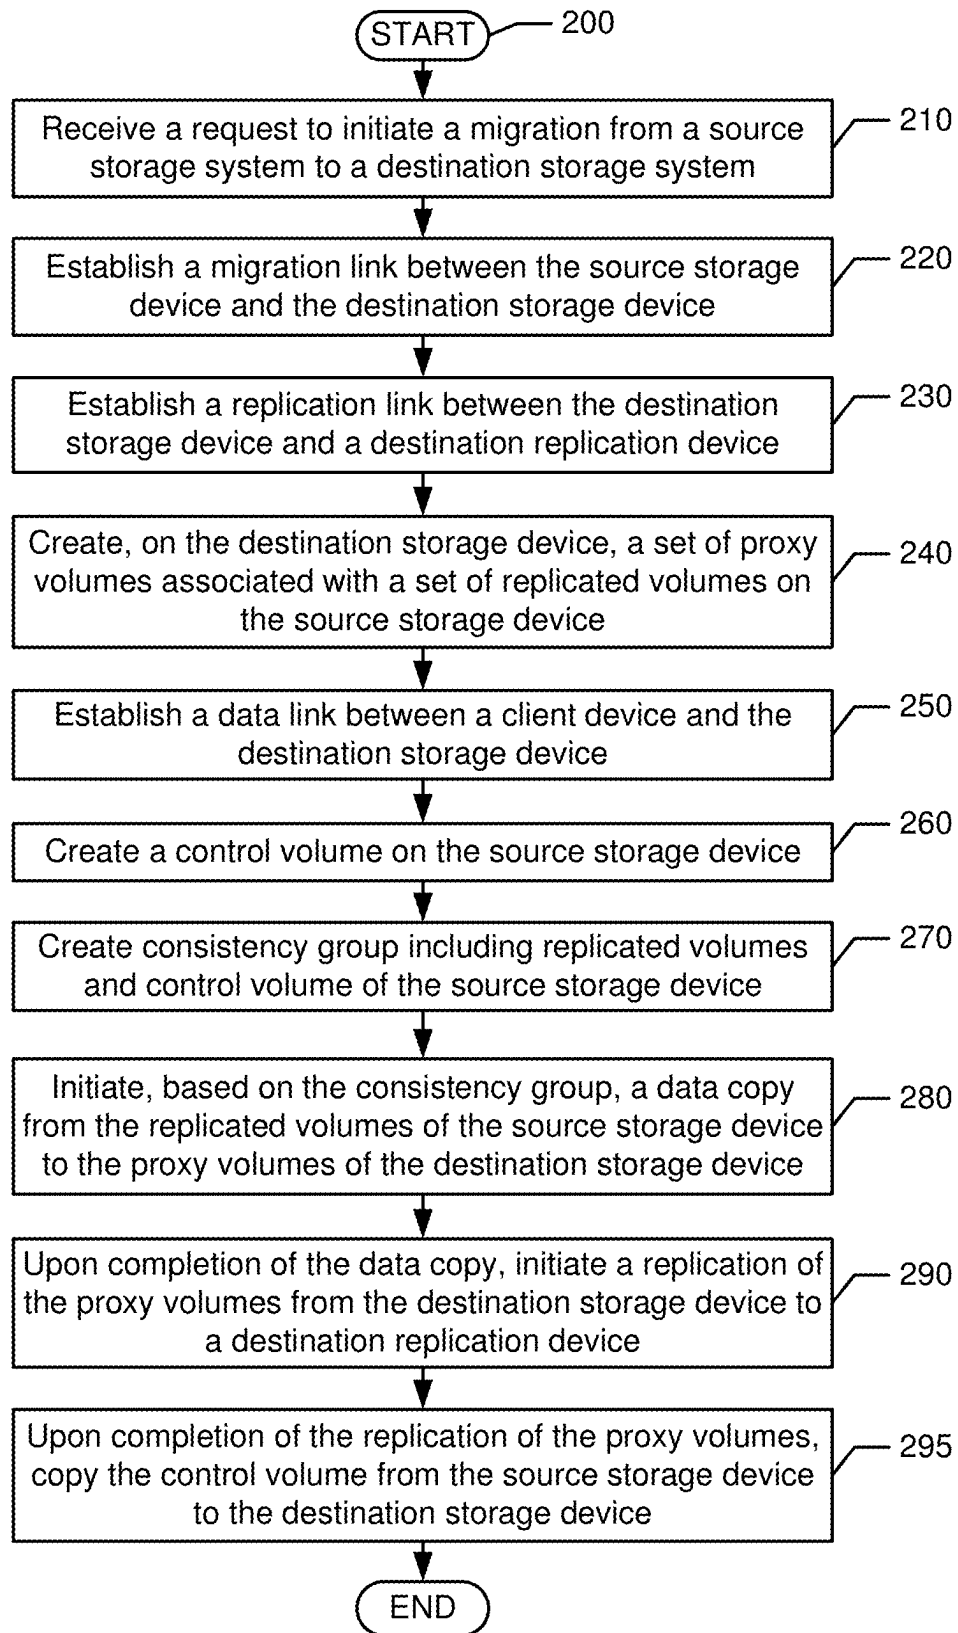 START
200
Receive a request to initiate a migration from a source
storage system to a destination storage system
210
Establish a migration link between the source storage
device and the destination storage device
220
Establish a replication link between the destination
storage device and a destination replication device
230
Create, on the destination storage device, a set of proxy
volumes associated with a set of replicated volumes on
the source storage device
240
Establish a data link between a client device and the
destination storage device
250
Create a control volume on the source storage device
260
Create consistency group including replicated volumes
and control volume of the source storage device
270
Initiate, based on the consistency group, a data copy
from the replicated volumes of the source storage device
to the proxy volumes of the destination storage device
280
Upon completion of the data copy, initiate a replication of
the proxy volumes from the destination storage device to
a destination replication device
290
Upon completion of the replication of the proxy volumes,
copy the control volume from the source storage device
to the destination storage device
295
END